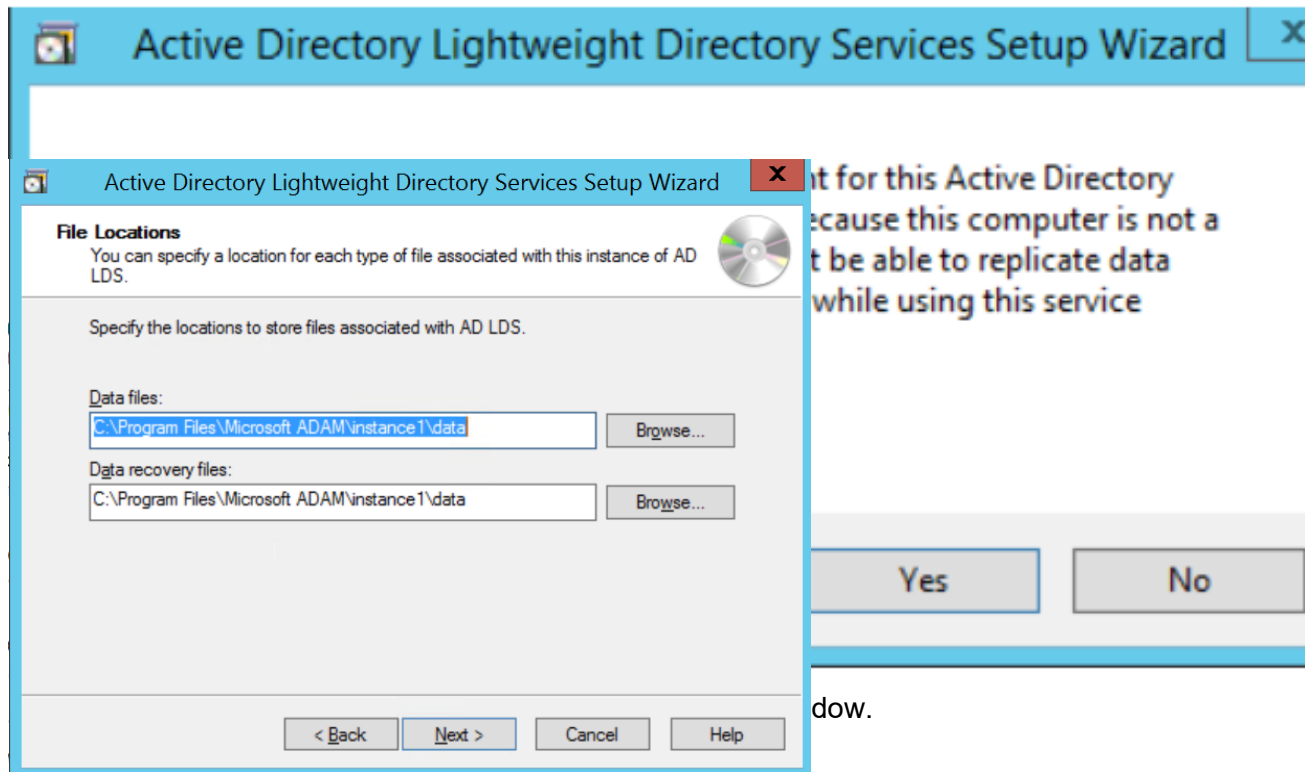 Active Directory Lightweight Directory Services Setup Wizard
X
nt for this Active Directory
ecause this computer is not a
t be able to replicate data
while using this service
Yes
No
Active Directory Lightweight Directory Services Setup Wizard
X
File Locations
You can specify a location for each type of file associated with this instance of AD
LDS.
Specify the locations to store files associated with AD LDS.
Data files:
C:\Program Files\Microsoft ADAM\instance1\data
Browse...
Data recovery files:
C:\Program Files\Microsoft ADAM\instance1\data
Browse...
< Back
Next >
Cancel
Help
dow.